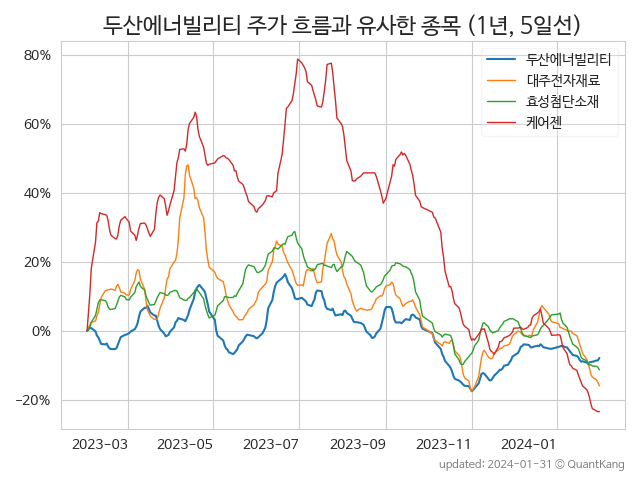 두산에너빌리티 주가 흐름과 유사한 종목 (1년, 5일선)
두산에너빌리티
대주전자재료
효성첨단소재
케어젠
80%
60%
40%
20%
0%
−20%
2023-03 2023-05 2023-07 2023-09 2023-11 2024-01
updated: 2024-01-31 © QuantKang